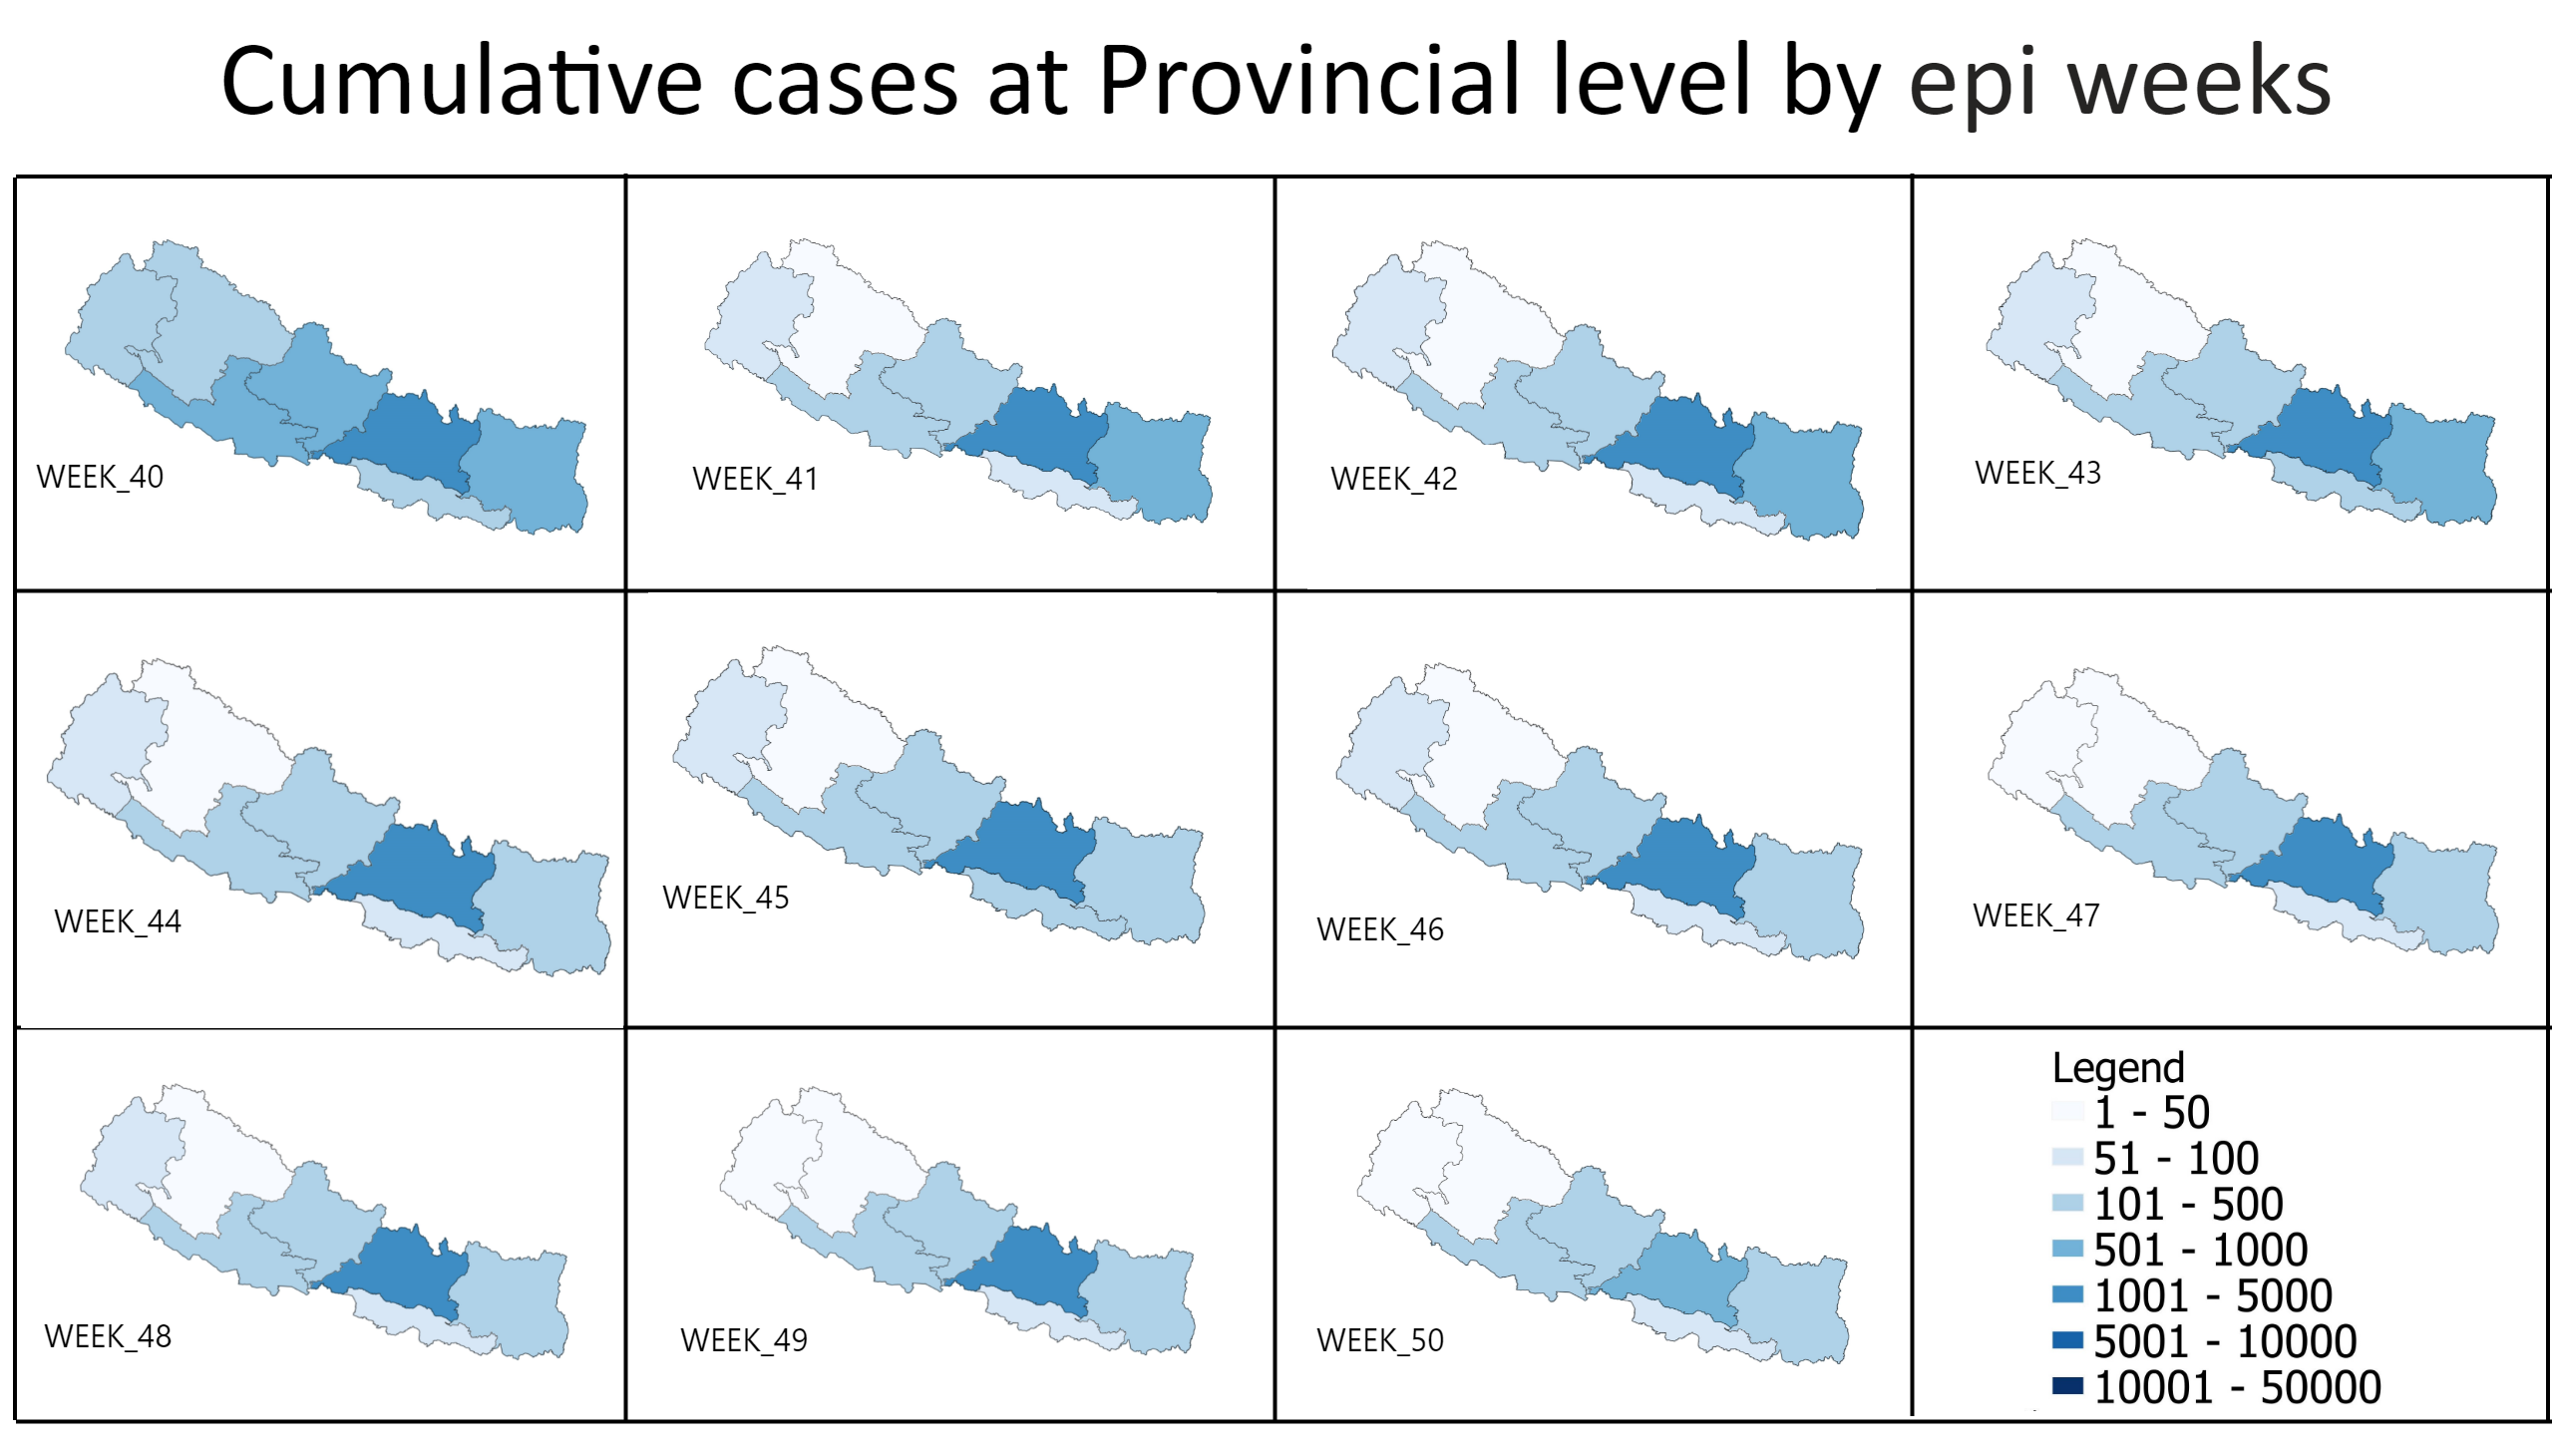 Cumulative cases at Provincial level by epi weeks
WEEK_40
WEEK_41
WEEK_42
WEEK_43
WEEK_44
WEEK_45
WEEK_46
WEEK_47
WEEK_48
WEEK_49
WEEK_50
Legend
1 - 50
51 - 100
101 - 500
501 - 1000
1001 - 5000
5001 - 10000
10001 - 50000